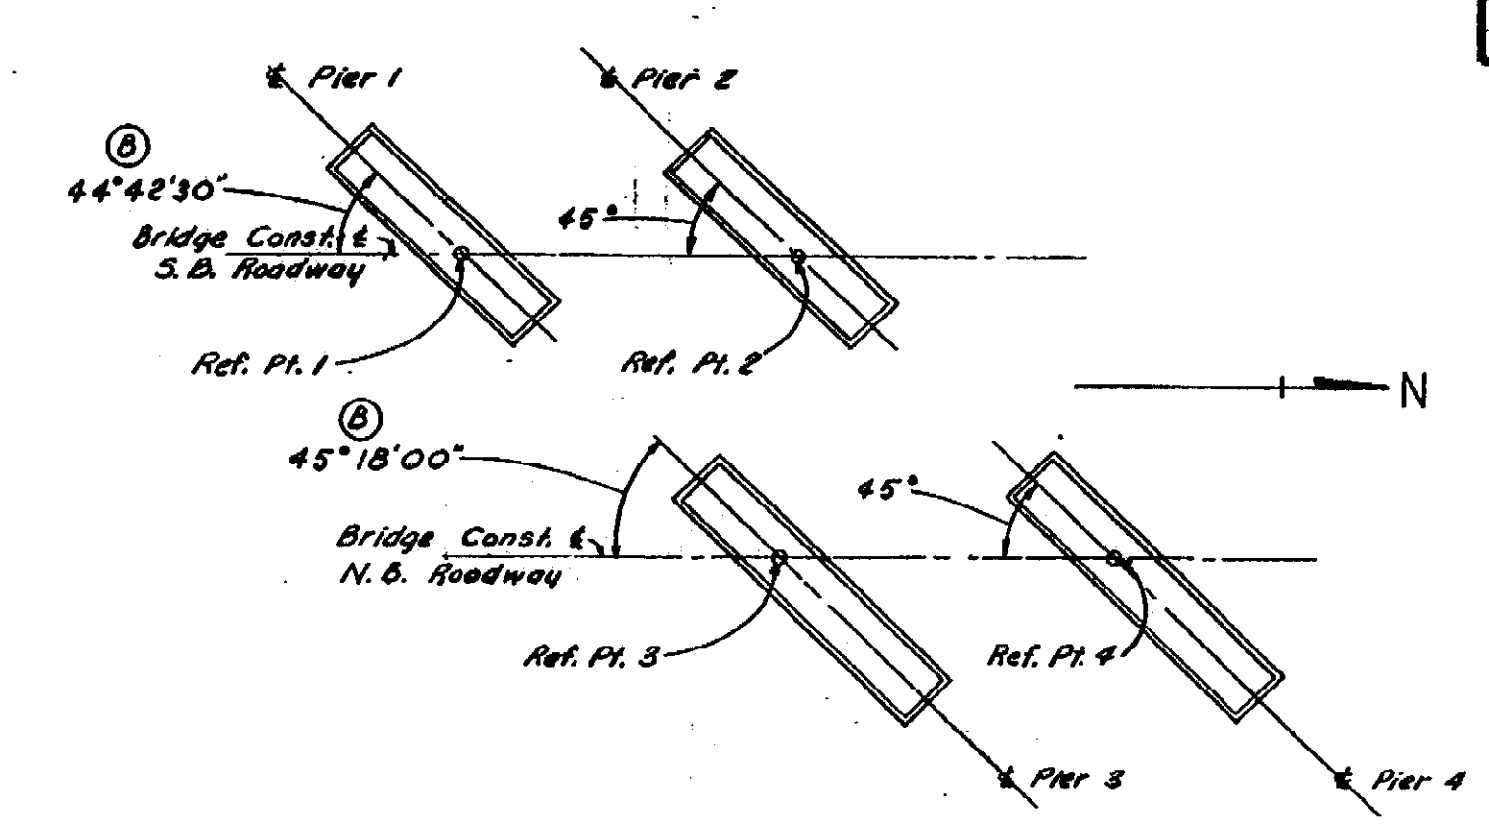 ℄ Pier 1
℄ Pier 2
B
44°42'30"
45°
Bridge Const. ℄
S.B. Roadway
Ref. Pt. 1
Ref. Pt. 2
N
B
45°18'00"
45°
Bridge Const. ℄
N.B. Roadway
Ref. Pt. 3
Ref. Pt. 4
℄ Pier 3
℄ Pier 4